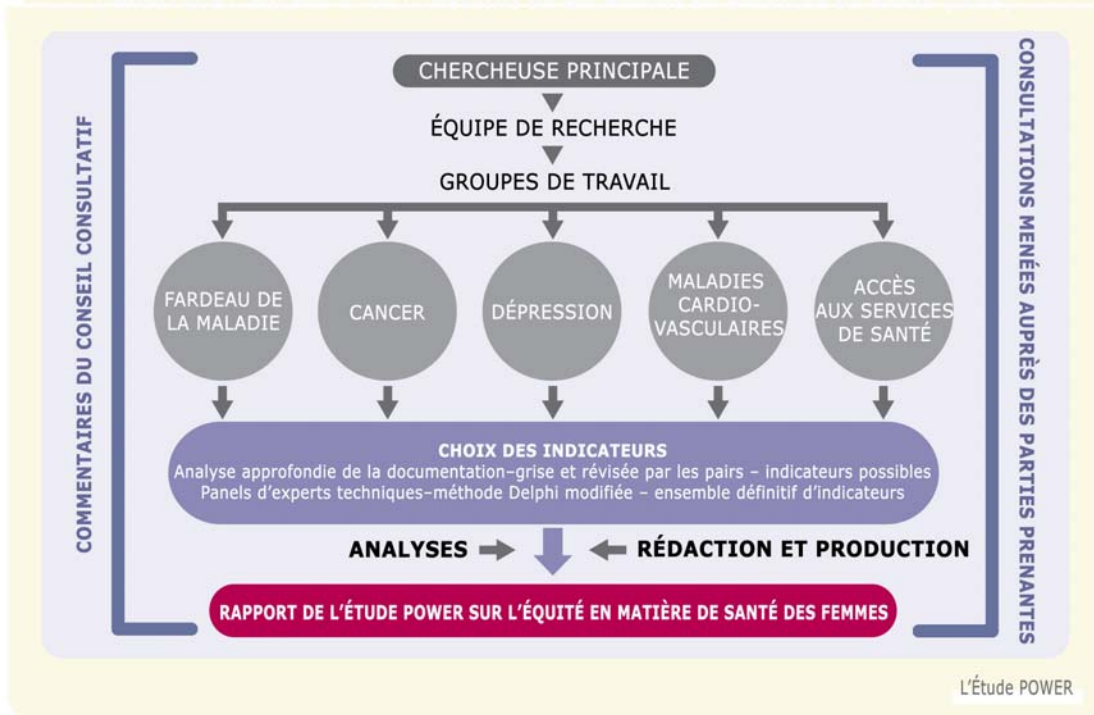 COMMENTAIRES DU CONSEIL CONSULTATIF
CHERCHEUSE PRINCIPALE
ÉQUIPE DE RECHERCHE
GROUPES DE TRAVAIL
FARDEAU DE
LA MALADIE
CANCER
DÉPRESSION
MALADIES
CARDIO-
VASCULAIRES
ACCÈS
AUX SERVICES
DE SANTÉ
CHOIX DES INDICATEURS
Analyse approfondie de la documentation–grise et révisée par les pairs – indicateurs possibles
Panels d'experts techniques–méthode Delphi modifiée – ensemble définitif d'indicateurs
ANALYSES
RÉDACTION ET PRODUCTION
RAPPORT DE L'ÉTUDE POWER SUR L'ÉQUITÉ EN MATIÈRE DE SANTÉ DES FEMMES
CONSULTATIONS MENÉES AUPRÈS DES PARTIES PRENANTES
L'Étude POWER